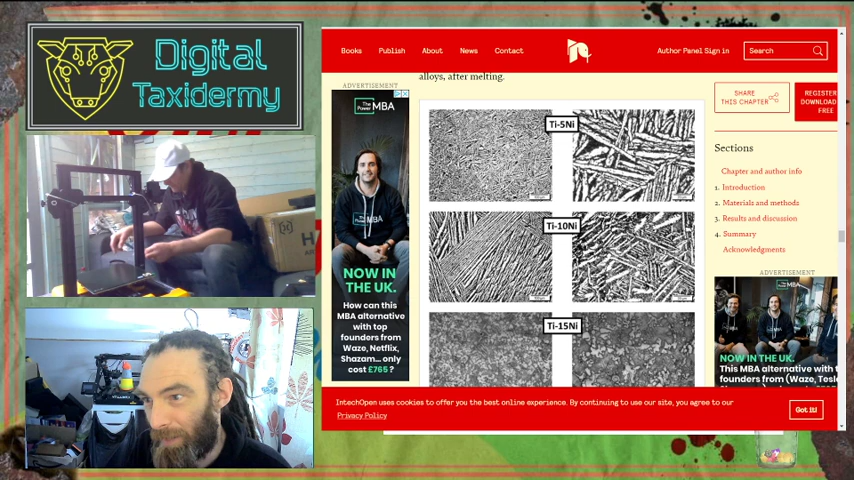 Digital
Taxidermy
Books
Publish
About
News
Contact
Author Panel Sign in
Search
alloys, after melting.
ADVERTISEMENT
The Power MBA
MBA
NOW IN
THE UK.
How can this
MBA alternative
with top
founders from
Waze, Netflix,
Shazam... only
cost £765?
Ti-5Ni
Ti-10Ni
Ti-15Ni
SHARE
THIS CHAPTER
REGISTER
DOWNLOAD
FREE
Sections
Chapter and author info
1. Introduction
2. Materials and methods
3. Results and discussion
4. Summary
Acknowledgments
ADVERTISEMENT
NOW IN THE UK.
This MBA alternative with
founders from (Waze, Tesl
IntechOpen uses cookies to offer you the best online experience. By continuing to use our site, you agree to our
Privacy Policy
Got it!